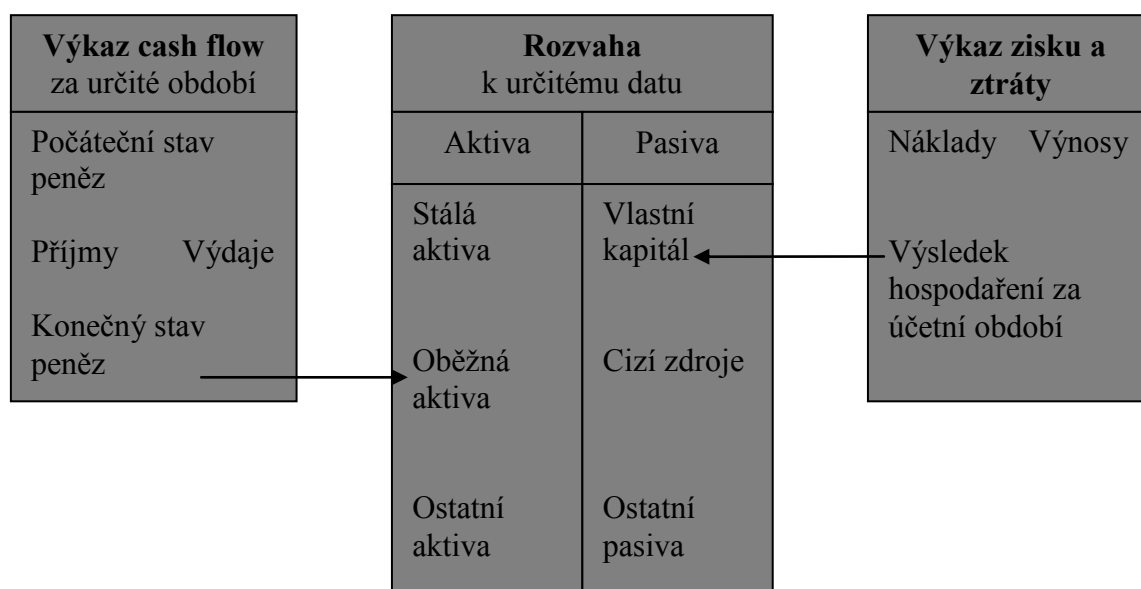 Výkaz cash flow
za určité období
Počáteční stav
peněz
Příjmy Výdaje
Konečný stav
peněz
Rozvaha
k určitému datu
Aktiva Pasiva
Stálá
aktiva
Vlastní
kapitál
Oběžná
aktiva
Cizí zdroje
Ostatní
aktiva
Ostatní
pasiva
Výkaz zisku a
ztráty
Náklady Výnosy
Výsledek
hospodaření za
účetní období